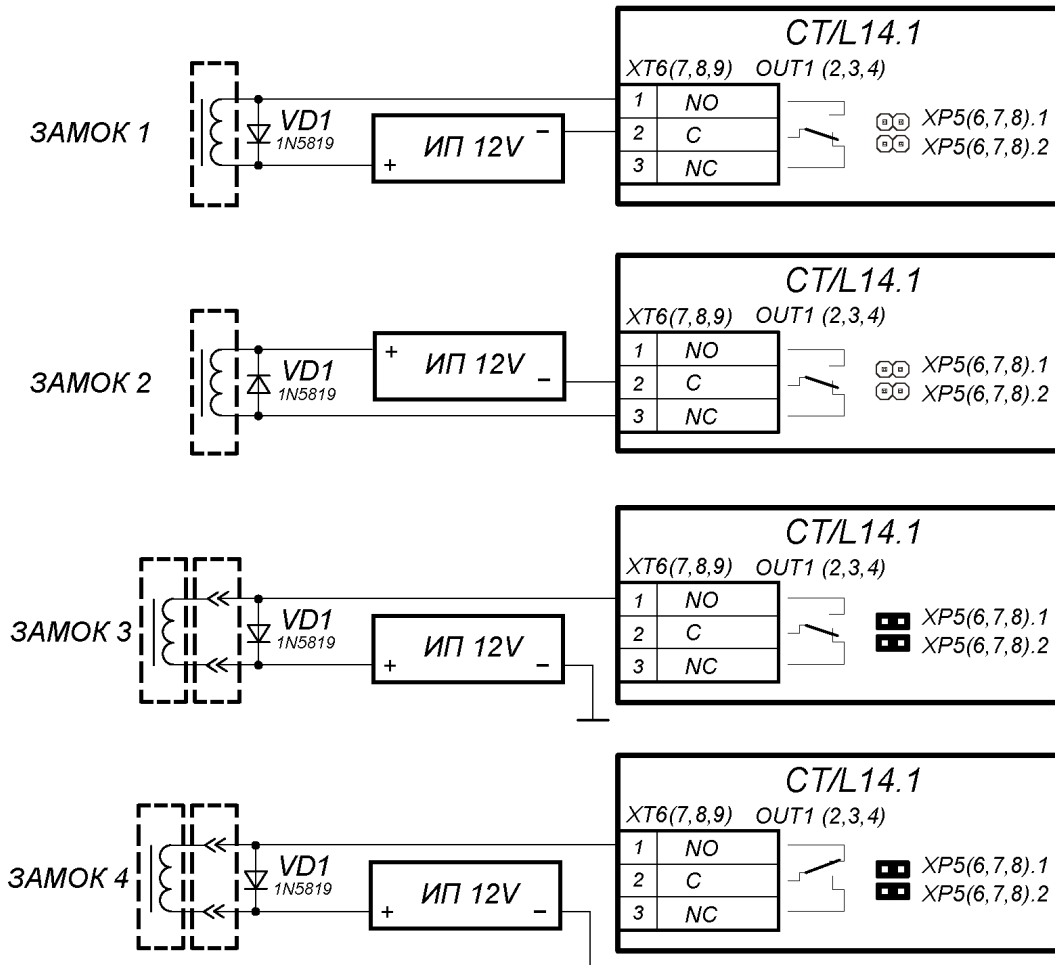 CT/L14.1
XT6(7,8,9) OUT1 (2,3,4)
ЗАМОК 1
VD1
1N5819
+ ИП 12V −
1 NO
2 C
3 NC
XP5(6,7,8).1
XP5(6,7,8).2
CT/L14.1
XT6(7,8,9) OUT1 (2,3,4)
ЗАМОК 2
VD1
1N5819
+ ИП 12V −
1 NO
2 C
3 NC
XP5(6,7,8).1
XP5(6,7,8).2
CT/L14.1
XT6(7,8,9) OUT1 (2,3,4)
ЗАМОК 3
VD1
1N5819
+ ИП 12V −
1 NO
2 C
3 NC
XP5(6,7,8).1
XP5(6,7,8).2
CT/L14.1
XT6(7,8,9) OUT1 (2,3,4)
ЗАМОК 4
VD1
1N5819
+ ИП 12V −
1 NO
2 C
3 NC
XP5(6,7,8).1
XP5(6,7,8).2